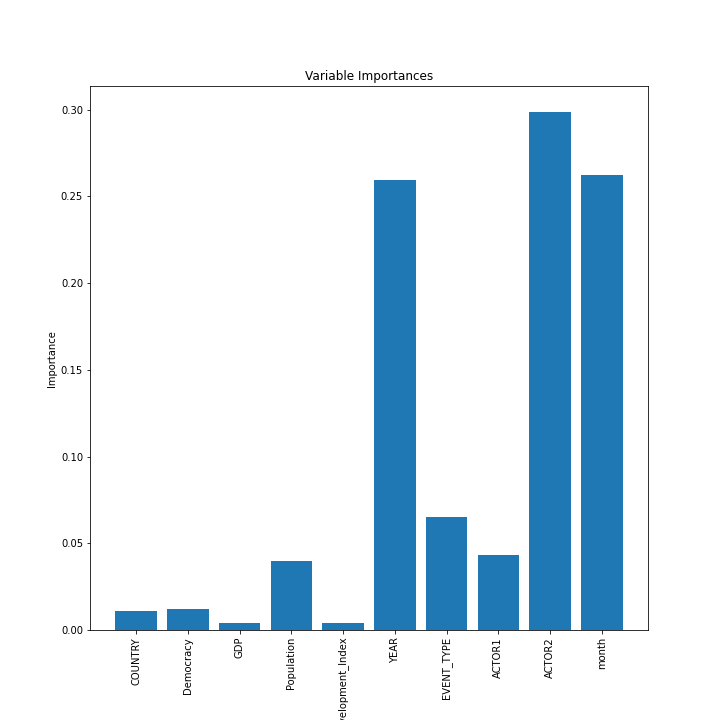 Variable Importances
0.30
0.25
0.20
0.15
0.10
0.05
0.00
Importance
COUNTRY
Democracy
GDP
Population
velopment_Index
YEAR
EVENT_TYPE
ACTOR1
ACTOR2
month